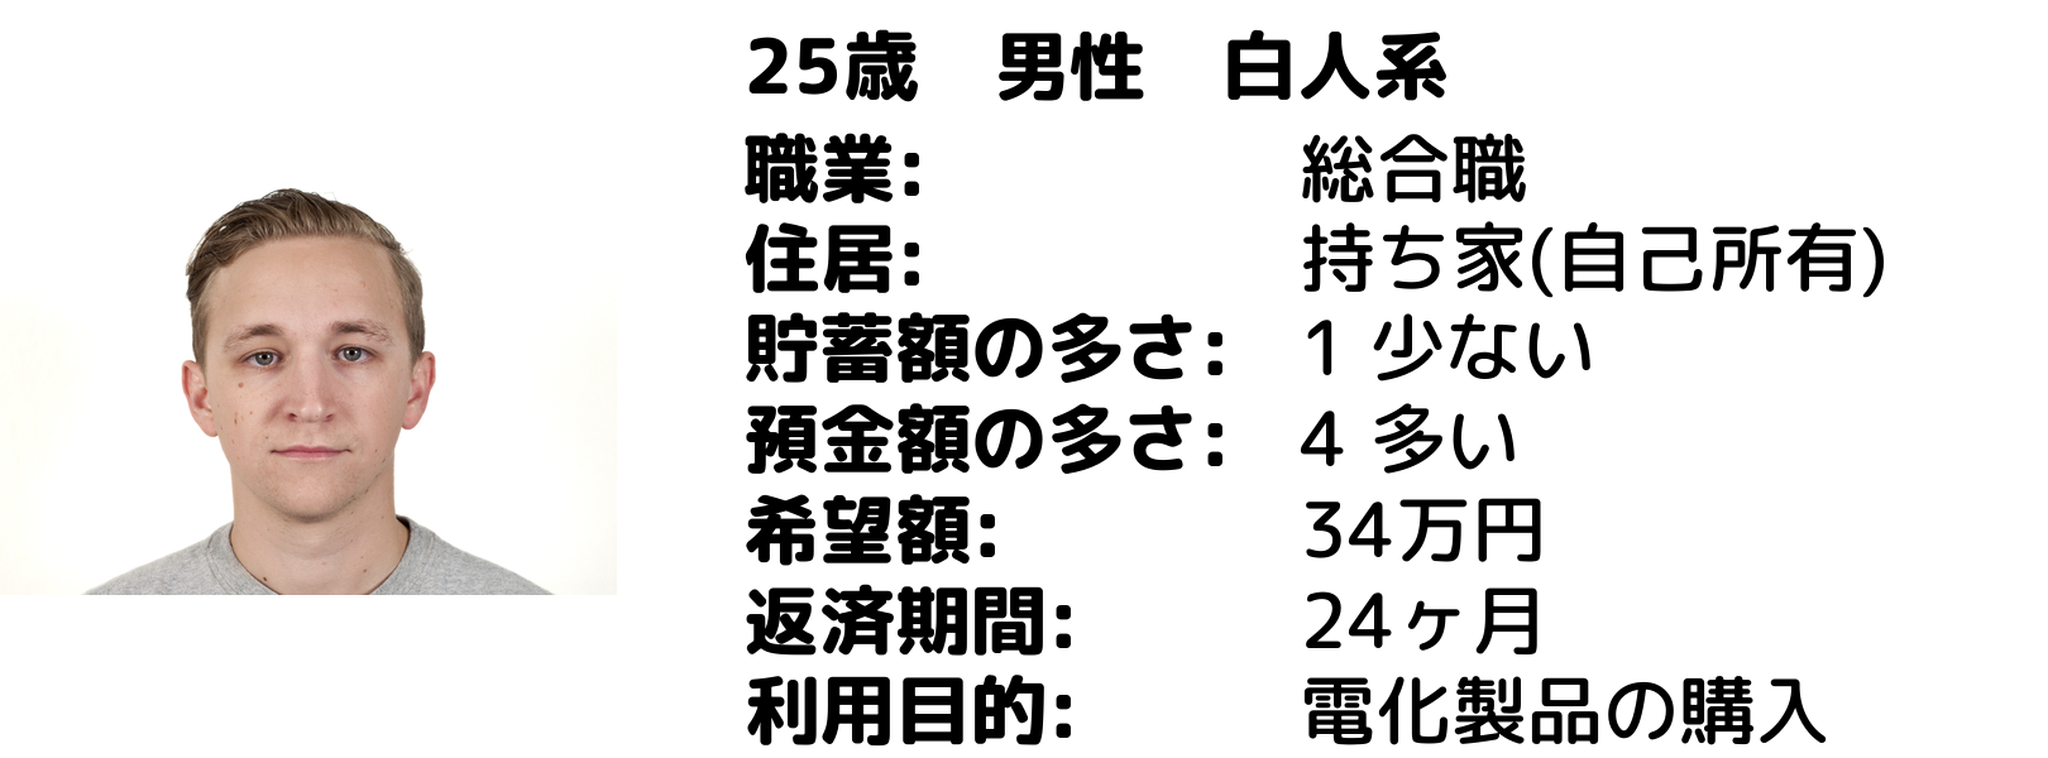 25歳　男性　白人系
職業: 総合職
住居: 持ち家(自己所有)
貯蓄額の多さ: 1 少ない
預金額の多さ: 4 多い
希望額: 34万円
返済期間: 24ヶ月
利用目的: 電化製品の購入